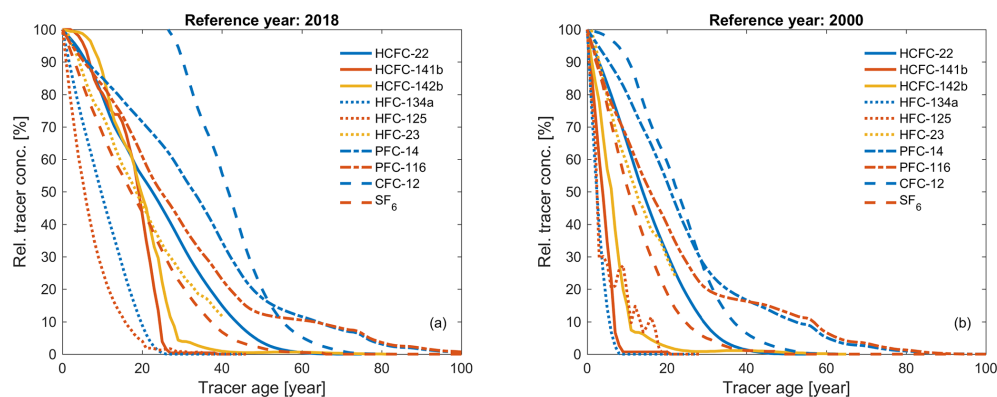 Reference year: 2018
100
90
80
70
60
50
40
30
20
10
0
Rel. tracer conc. [%]
HCFC-22
HCFC-141b
HCFC-142b
HFC-134a
HFC-125
HFC-23
PFC-14
PFC-116
CFC-12
SF6
(a)
0 20 40 60 80 100
Tracer age [year]
Reference year: 2000
100
90
80
70
60
50
40
30
20
10
0
Rel. tracer conc. [%]
HCFC-22
HCFC-141b
HCFC-142b
HFC-134a
HFC-125
HFC-23
PFC-14
PFC-116
CFC-12
SF6
(b)
0 20 40 60 80 100
Tracer age [year]